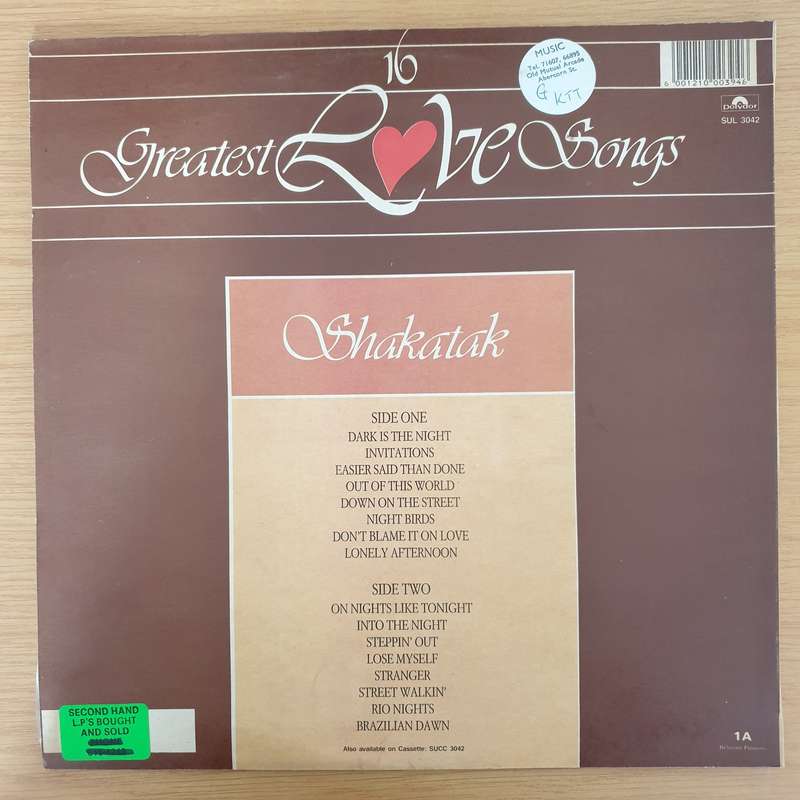 16
Greatest Love Songs
MUSIC
Tel. 71607, 66895
Old Mutual Arcade
Abercorn St.
G KTT
6 001210 003946
Polydor
SUL 3042
Shakatak
SIDE ONE
DARK IS THE NIGHT
INVITATIONS
EASIER SAID THAN DONE
OUT OF THIS WORLD
DOWN ON THE STREET
NIGHT BIRDS
DON'T BLAME IT ON LOVE
LONELY AFTERNOON
SIDE TWO
ON NIGHTS LIKE TONIGHT
INTO THE NIGHT
STEPPIN' OUT
LOSE MYSELF
STRANGER
STREET WALKIN'
RIO NIGHTS
BRAZILIAN DAWN
Also available on Cassette: SUCC 3042
SECOND HAND
L.P'S BOUGHT
AND SOLD
1A